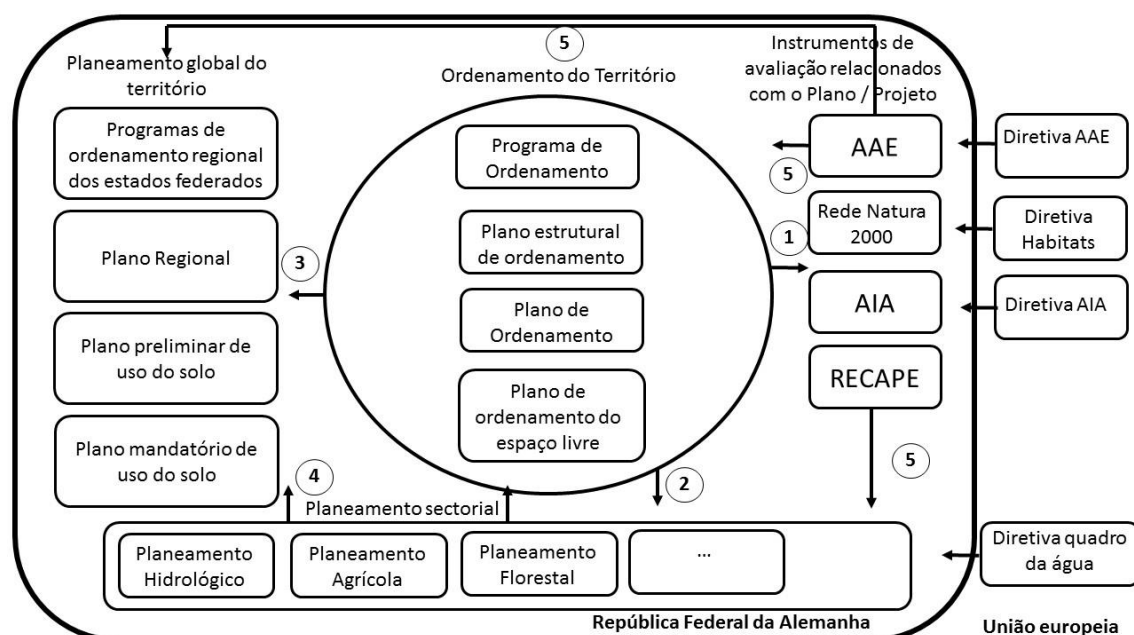 Planeamento global do
território
Programas de
ordenamento regional
dos estados federados
Plano Regional
Plano preliminar de
uso do solo
Plano mandatório de
uso do solo
5
Ordenamento do Território
Programa de
Ordenamento
Plano estrutural
de ordenamento
Plano de
Ordenamento
Plano de
ordenamento do
espaço livre
3
4
2
1
5
5
Instrumentos de
avaliação relacionados
com o Plano / Projeto
AAE
Rede Natura
2000
AIA
RECAPE
Diretiva AAE
Diretiva
Habitats
Diretiva AIA
Diretiva quadro
da água
Planeamento sectorial
Planeamento
Hidrológico
Planeamento
Agrícola
Planeamento
Florestal
...
República Federal da Alemanha
União europeia